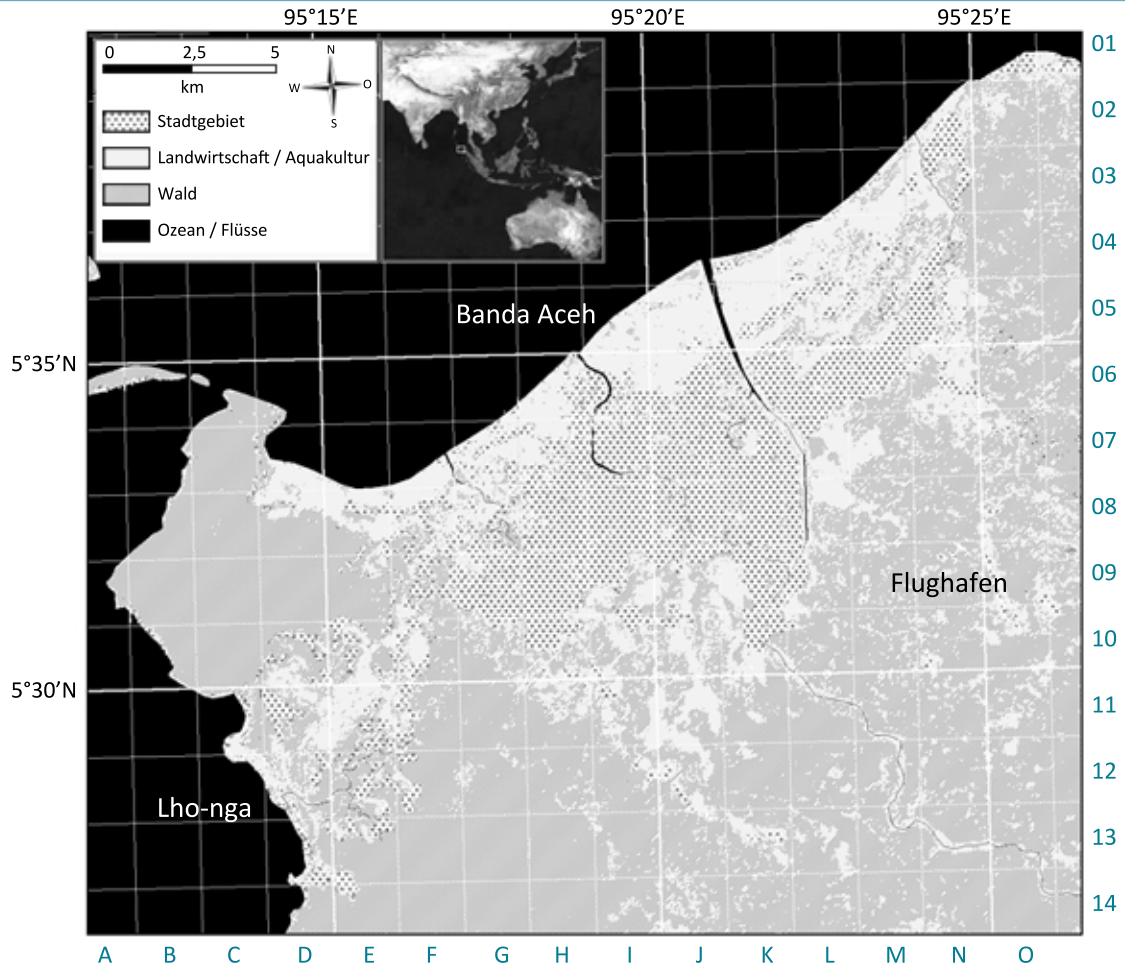 95°15’E 95°20’E 95°25’E
0 2,5 5
km
N
W O
S
Stadtgebiet
Landwirtschaft / Aquakultur
Wald
Ozean / Flüsse
01
02
03
04
05
06
07
08
09
10
11
12
13
14
Banda Aceh
5°35’N
Flughafen
5°30’N
Lho-nga
A B C D E F G H I J K L M N O